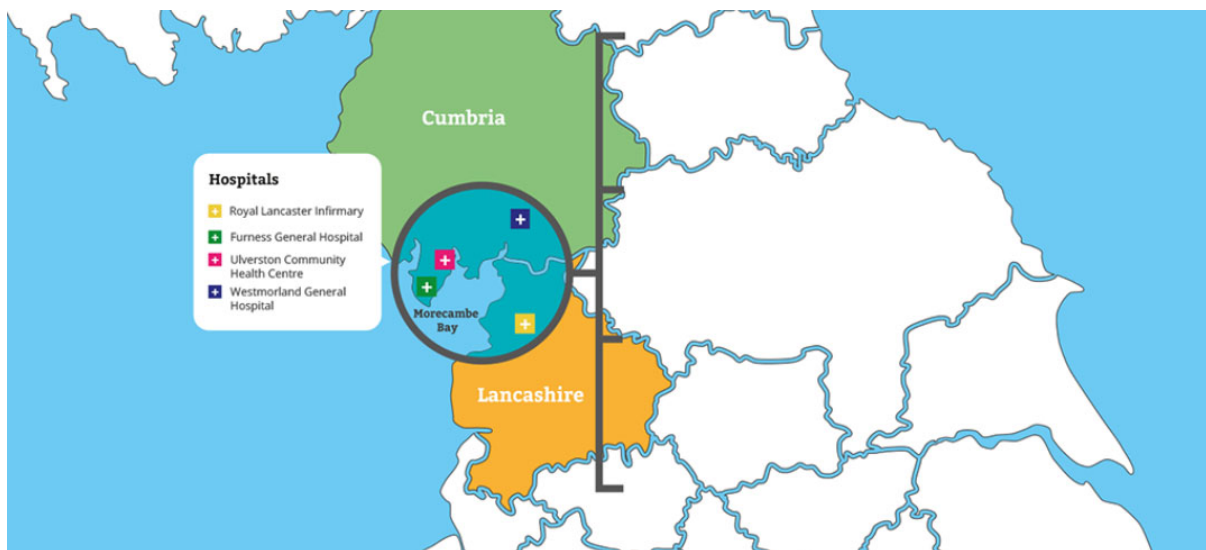 Cumbria
Hospitals
Royal Lancaster Infirmary
Furness General Hospital
Ulverston Community
Health Centre
Westmorland General
Hospital
Morecambe
Bay
Lancashire